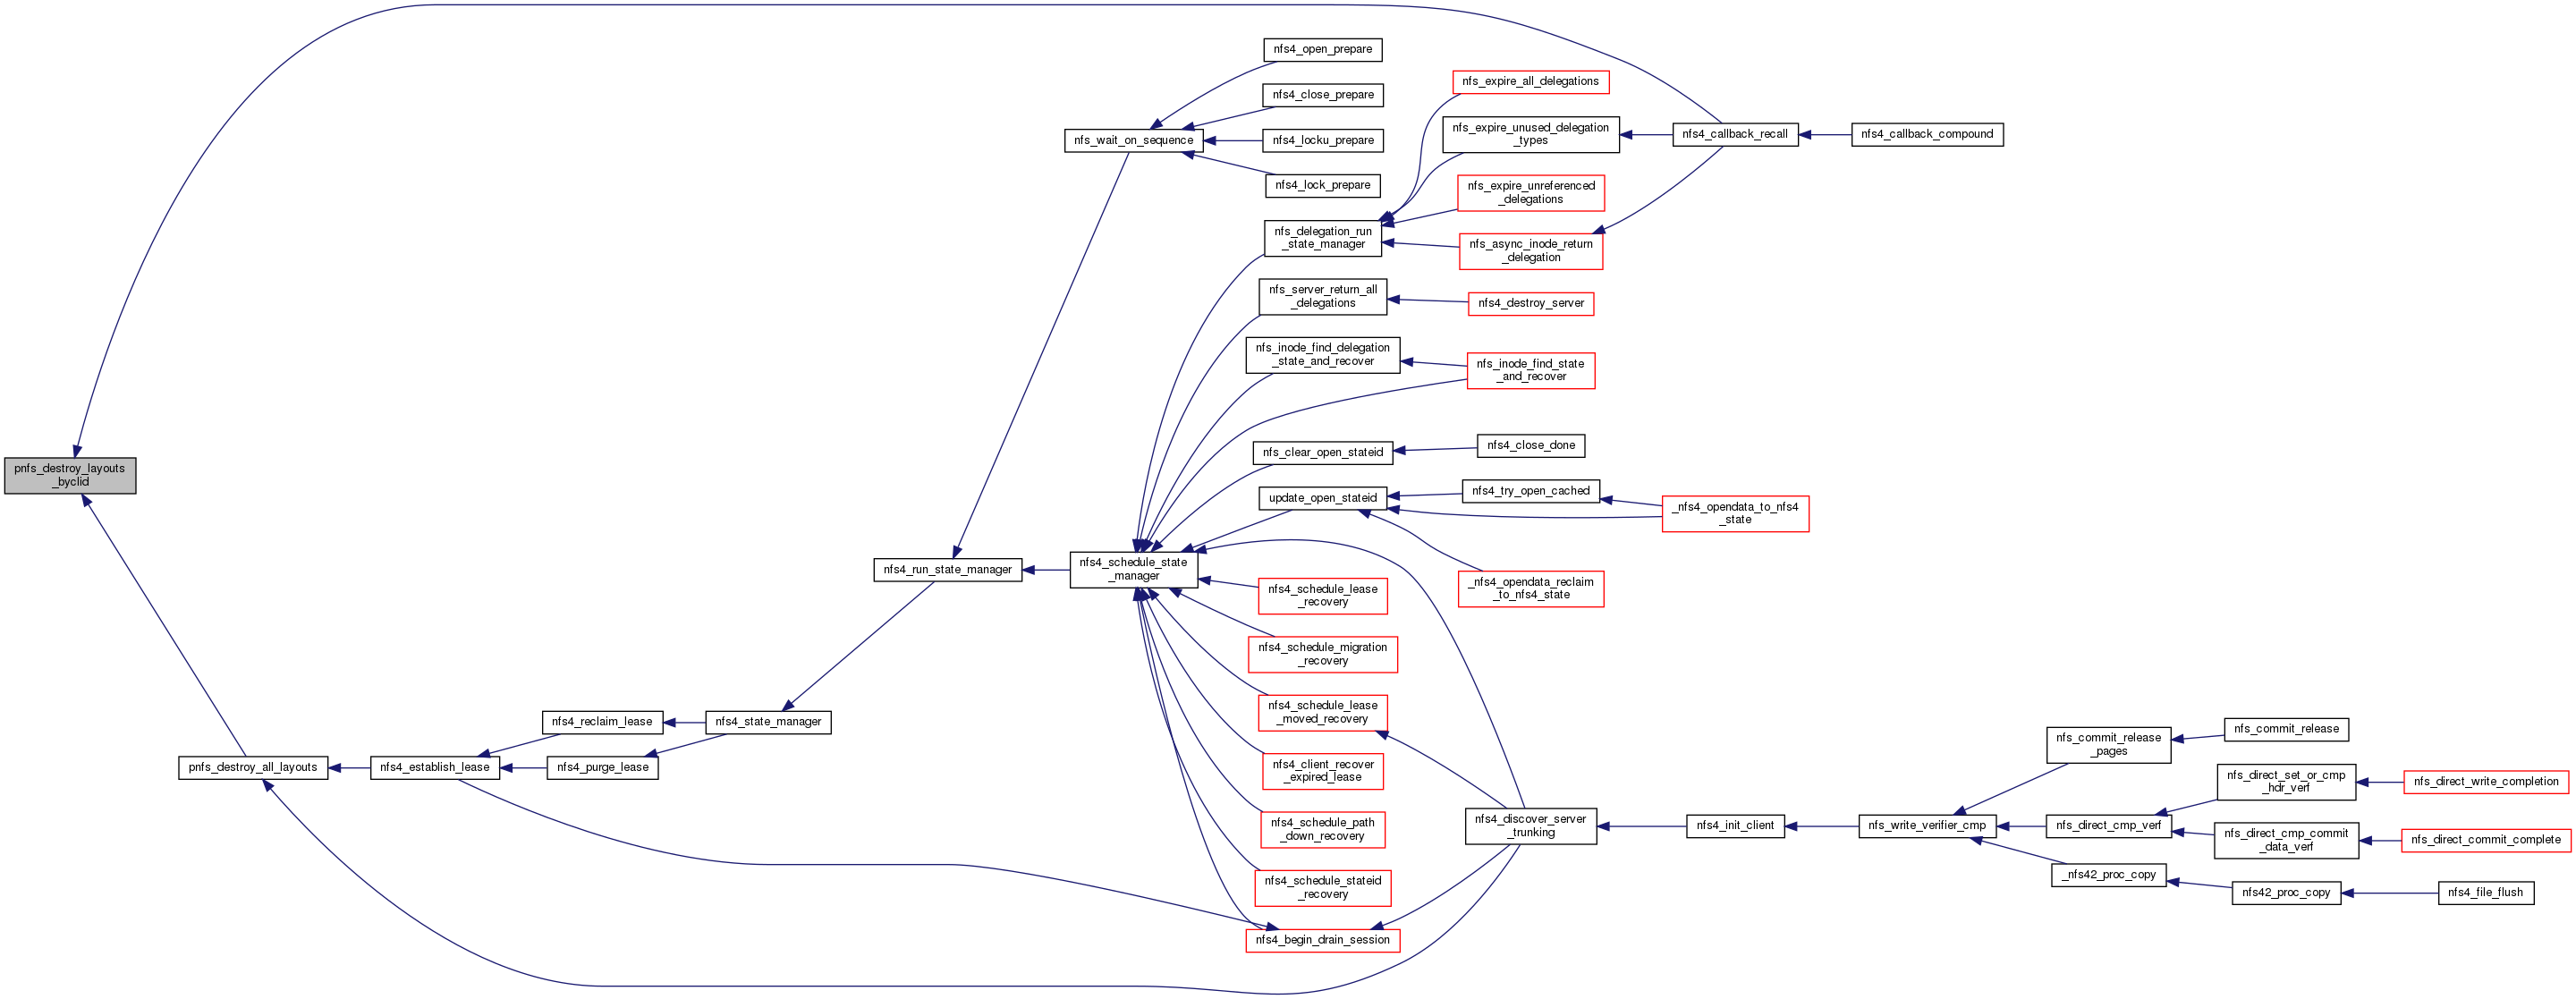 nfs4_open_prepare
nfs4_close_prepare
nfs_wait_on_sequence
nfs4_locku_prepare
nfs4_lock_prepare
nfs_expire_all_delegations
nfs_expire_unused_delegation
_types
nfs4_callback_recall
nfs4_callback_compound
nfs_expire_unreferenced
_delegations
nfs_delegation_run
_state_manager
nfs_async_inode_return
_delegation
nfs_server_return_all
_delegations
nfs4_destroy_server
nfs_inode_find_delegation
_state_and_recover
nfs_inode_find_state
_and_recover
nfs_clear_open_stateid
nfs4_close_done
pnfs_destroy_layouts
_byclid
update_open_stateid
nfs4_try_open_cached
_nfs4_opendata_to_nfs4
_state
nfs4_run_state_manager
nfs4_schedule_state
_manager
nfs4_schedule_lease
_recovery
_nfs4_opendata_reclaim
_to_nfs4_state
nfs4_schedule_migration
_recovery
nfs4_reclaim_lease
nfs4_state_manager
nfs4_schedule_lease
_moved_recovery
pnfs_destroy_all_layouts
nfs4_establish_lease
nfs4_purge_lease
nfs4_client_recover
_expired_lease
nfs4_schedule_path
_down_recovery
nfs4_discover_server
_trunking
nfs4_init_client
nfs_write_verifier_cmp
nfs_commit_release
_pages
nfs_commit_release
nfs_direct_cmp_verf
nfs_direct_set_or_cmp
_hdr_verf
nfs_direct_write_completion
nfs_direct_cmp_commit
_data_verf
nfs_direct_commit_complete
_nfs42_proc_copy
nfs42_proc_copy
nfs4_file_flush
nfs4_schedule_stateid
_recovery
nfs4_begin_drain_session